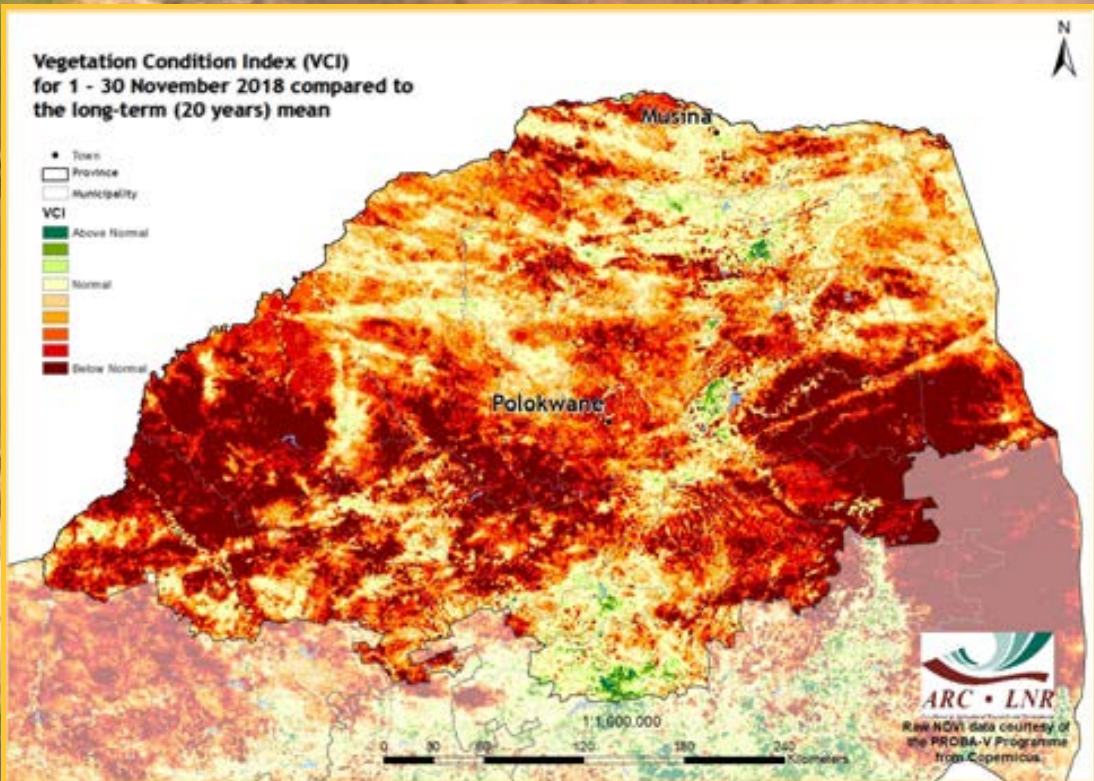 Vegetation Condition Index (VCI)
for 1 - 30 November 2018 compared to
the long-term (20 years) mean
N
Town
Province
Municipality
VCI
Above Normal
Normal
Below Normal
Musina
Polokwane
1:1,600,000
0 30 60 120 180 240
Kilometers
ARC • LNR
Raw NDVI data courtesy of
the PROBA-V Programme
from Copernicus